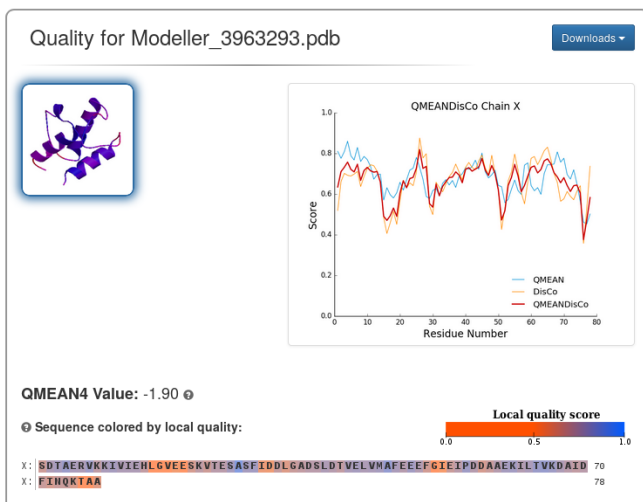 Quality for Modeller_3963293.pdb
Downloads
QMEANDisCo Chain X
1.0
0.8
0.6
0.4
0.2
0.0
Score
QMEAN
DisCo
QMEANDisCo
0 10 20 30 40 50 60 70 80
Residue Number
QMEAN4 Value: -1.90 ?
? Sequence colored by local quality:
Local quality score
0.0 0.5 1.0
X: SDTAERVKKIVIEHLGVEESKVTESASFIDDLGADSLDTVELVMAFEEEFGIEIPDDAAEKILTVKDAID 70
X: FINHQKTAA 78